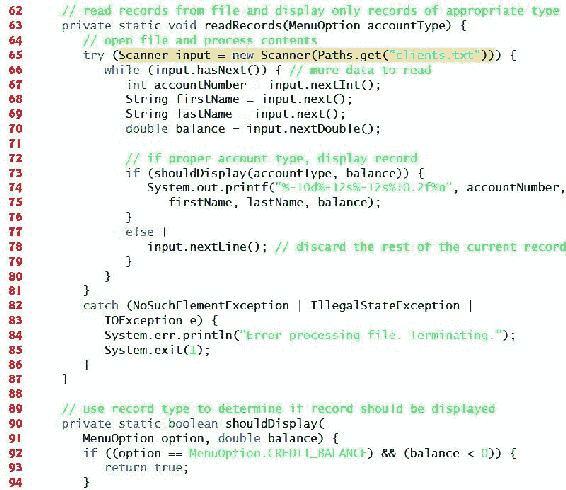 62 // read records from file and display only records of appropriate type
63 private static void readRecords(MenuOption accountType) {
64 // open file and process contents
65 try (Scanner input = new Scanner(Paths.get("clients.txt"))) {
66 while (input.hasNext()) { // more data to read
67 int accountNumber = input.nextInt();
68 String firstName = input.next();
69 String lastName = input.next();
70 double balance = input.nextDouble();
71
72 // if proper account type, display record
73 if (shouldDisplay(accountType, balance)) {
74 System.out.printf("%-10d%-12s%-12s%10.2f%n", accountNumber,
75 firstName, lastName, balance);
76 }
77 else {
78 input.nextLine(); // discard the rest of the current record
79 }
80 }
81 }
82 catch (NoSuchElementException | IllegalStateException |
83 IOException e) {
84 System.err.println("Error processing file. Terminating.");
85 System.exit(1);
86 }
87 }
88
89 // use record type to determine if record should be displayed
90 private static boolean shouldDisplay(
91 MenuOption option, double balance) {
92 if ((option == MenuOption.CREDIT_BALANCE) && (balance < 0)) {
93 return true;
94 }